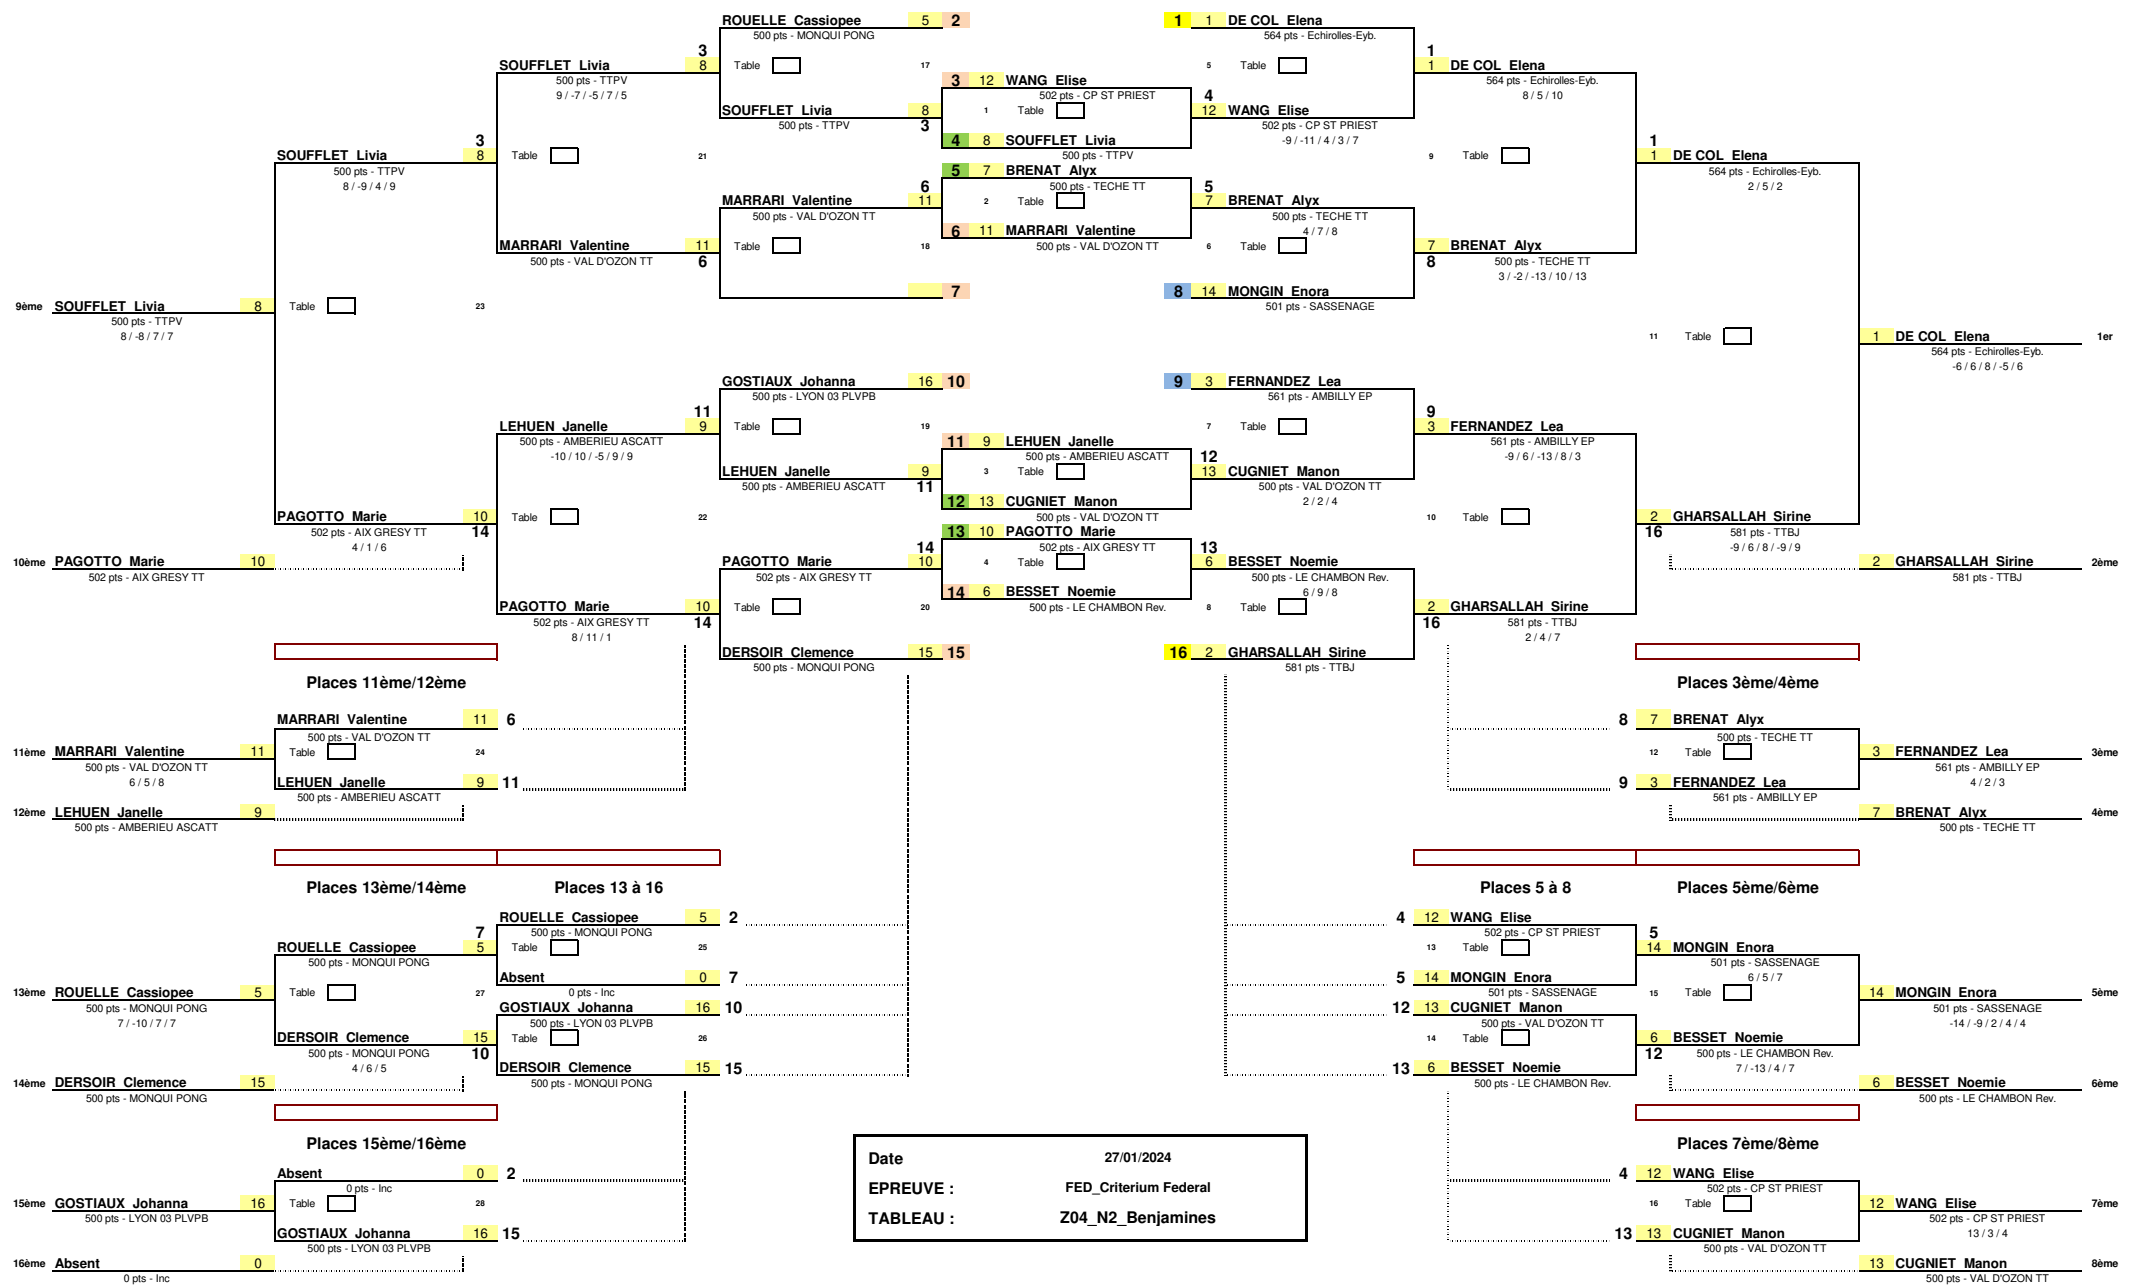 ROUELLE Cassiopee 5 2
500 pts - MONQUI PONG
1 1 DE COL Elena
564 pts - Echirolles-Eyb.
3
SOUFFLET Livia 8
500 pts - TTPV
9 / -7 / -5 / 7 / 5
Table 17
3 12 WANG Elise
502 pts - CP ST PRIEST
5 Table
1
1 DE COL Elena
564 pts - Echirolles-Eyb.
8 / 5 / 10
SOUFFLET Livia 8
500 pts - TTPV 3
1 Table
4
12 WANG Elise
502 pts - CP ST PRIEST
-9 / -11 / 4 / 3 / 7
4 8 SOUFFLET Livia
500 pts - TTPV
3
SOUFFLET Livia 8
500 pts - TTPV
8 / -9 / 4 / 9
Table 21
9 Table
1
1 DE COL Elena
564 pts - Echirolles-Eyb.
2 / 5 / 2
5 7 BRENAT Alyx
500 pts - TECHE TT
6
MARRARI Valentine 11
500 pts - VAL D'OZON TT
2 Table
5
7 BRENAT Alyx
500 pts - TECHE TT
4 / 7 / 8
6 11 MARRARI Valentine
500 pts - VAL D'OZON TT
MARRARI Valentine 11
500 pts - VAL D'OZON TT 6
Table 18
6 Table
7 BRENAT Alyx
8 500 pts - TECHE TT
3 / -2 / -13 / 10 / 13
7
8 14 MONGIN Enora
501 pts - SASSENAGE
9ème SOUFFLET Livia 8
500 pts - TTPV
8 / -8 / 7 / 7
Table 23
11 Table
1 DE COL Elena 1er
564 pts - Echirolles-Eyb.
-6 / 6 / 8 / -5 / 6
GOSTIAUX Johanna 16 10
500 pts - LYON 03 PLVPB
9 3 FERNANDEZ Lea
561 pts - AMBILLY EP
11
LEHUEN Janelle 9
500 pts - AMBERIEU ASCATT
-10 / 10 / -5 / 9 / 9
Table 19
11 9 LEHUEN Janelle
500 pts - AMBERIEU ASCATT
7 Table
9
3 FERNANDEZ Lea
561 pts - AMBILLY EP
-9 / 6 / -13 / 8 / 3
LEHUEN Janelle 9
500 pts - AMBERIEU ASCATT 11
3 Table
12
13 CUGNIET Manon
500 pts - VAL D'OZON TT
2 / 2 / 4
12 13 CUGNIET Manon
500 pts - VAL D'OZON TT
PAGOTTO Marie 10
502 pts - AIX GRESY TT 14
4 / 1 / 6
Table 22
10 Table
2 GHARSALLAH Sirine
16 581 pts - TTBJ
-9 / 6 / 8 / -9 / 9
13 10 PAGOTTO Marie
502 pts - AIX GRESY TT
10ème PAGOTTO Marie 10
502 pts - AIX GRESY TT
14
PAGOTTO Marie 10
502 pts - AIX GRESY TT
4 Table
13
6 BESSET Noemie
500 pts - LE CHAMBON Rev.
6 / 9 / 8
2 GHARSALLAH Sirine 2ème
581 pts - TTBJ
14 6 BESSET Noemie
500 pts - LE CHAMBON Rev.
PAGOTTO Marie 10
502 pts - AIX GRESY TT 14
8 / 11 / 1
Table 20
8 Table
2 GHARSALLAH Sirine
16 581 pts - TTBJ
2 / 4 / 7
DERSOIR Clemence 15 15
500 pts - MONQUI PONG
16 2 GHARSALLAH Sirine
581 pts - TTBJ
Places 11ème/12ème
Places 3ème/4ème
MARRARI Valentine 11 6
500 pts - VAL D'OZON TT
8 7 BRENAT Alyx
500 pts - TECHE TT
11ème MARRARI Valentine 11
500 pts - VAL D'OZON TT
6 / 5 / 8
Table 24
12 Table
3 FERNANDEZ Lea 3ème
561 pts - AMBILLY EP
4 / 2 / 3
LEHUEN Janelle 9 11
500 pts - AMBERIEU ASCATT
9 3 FERNANDEZ Lea
561 pts - AMBILLY EP
12ème LEHUEN Janelle 9
500 pts - AMBERIEU ASCATT
7 BRENAT Alyx 4ème
500 pts - TECHE TT
Places 13ème/14ème Places 13 à 16
Places 5 à 8 Places 5ème/6ème
ROUELLE Cassiopee 5 2
500 pts - MONQUI PONG
4 12 WANG Elise
502 pts - CP ST PRIEST
7
ROUELLE Cassiopee 5
500 pts - MONQUI PONG
Table 25
13 Table
5
14 MONGIN Enora
501 pts - SASSENAGE
6 / 5 / 7
Absent 0 7
0 pts - Inc
5 14 MONGIN Enora
501 pts - SASSENAGE
13ème ROUELLE Cassiopee 5
500 pts - MONQUI PONG
7 / -10 / 7 / 7
Table 27
15 Table
14 MONGIN Enora 5ème
501 pts - SASSENAGE
-14 / -9 / 2 / 4 / 4
GOSTIAUX Johanna 16 10
500 pts - LYON 03 PLVPB
12 13 CUGNIET Manon
500 pts - VAL D'OZON TT
DERSOIR Clemence 15
500 pts - MONQUI PONG 10
4 / 6 / 5
Table 26
14 Table
6 BESSET Noemie
12 500 pts - LE CHAMBON Rev.
7 / -13 / 4 / 7
DERSOIR Clemence 15 15
500 pts - MONQUI PONG
13 6 BESSET Noemie
500 pts - LE CHAMBON Rev.
14ème DERSOIR Clemence 15
500 pts - MONQUI PONG
6 BESSET Noemie 6ème
500 pts - LE CHAMBON Rev.
Places 15ème/16ème
Places 7ème/8ème
Date 27/01/2024
EPREUVE : FED_Criterium Federal
TABLEAU : Z04_N2_Benjamines
Absent 0 2
0 pts - Inc
4 12 WANG Elise
502 pts - CP ST PRIEST
15ème GOSTIAUX Johanna 16
500 pts - LYON 03 PLVPB
Table 28
16 Table
12 WANG Elise 7ème
502 pts - CP ST PRIEST
13 / 3 / 4
GOSTIAUX Johanna 16 15
500 pts - LYON 03 PLVPB
13 13 CUGNIET Manon
500 pts - VAL D'OZON TT
16ème Absent 0
0 pts - Inc
13 CUGNIET Manon 8ème
500 pts - VAL D'OZON TT